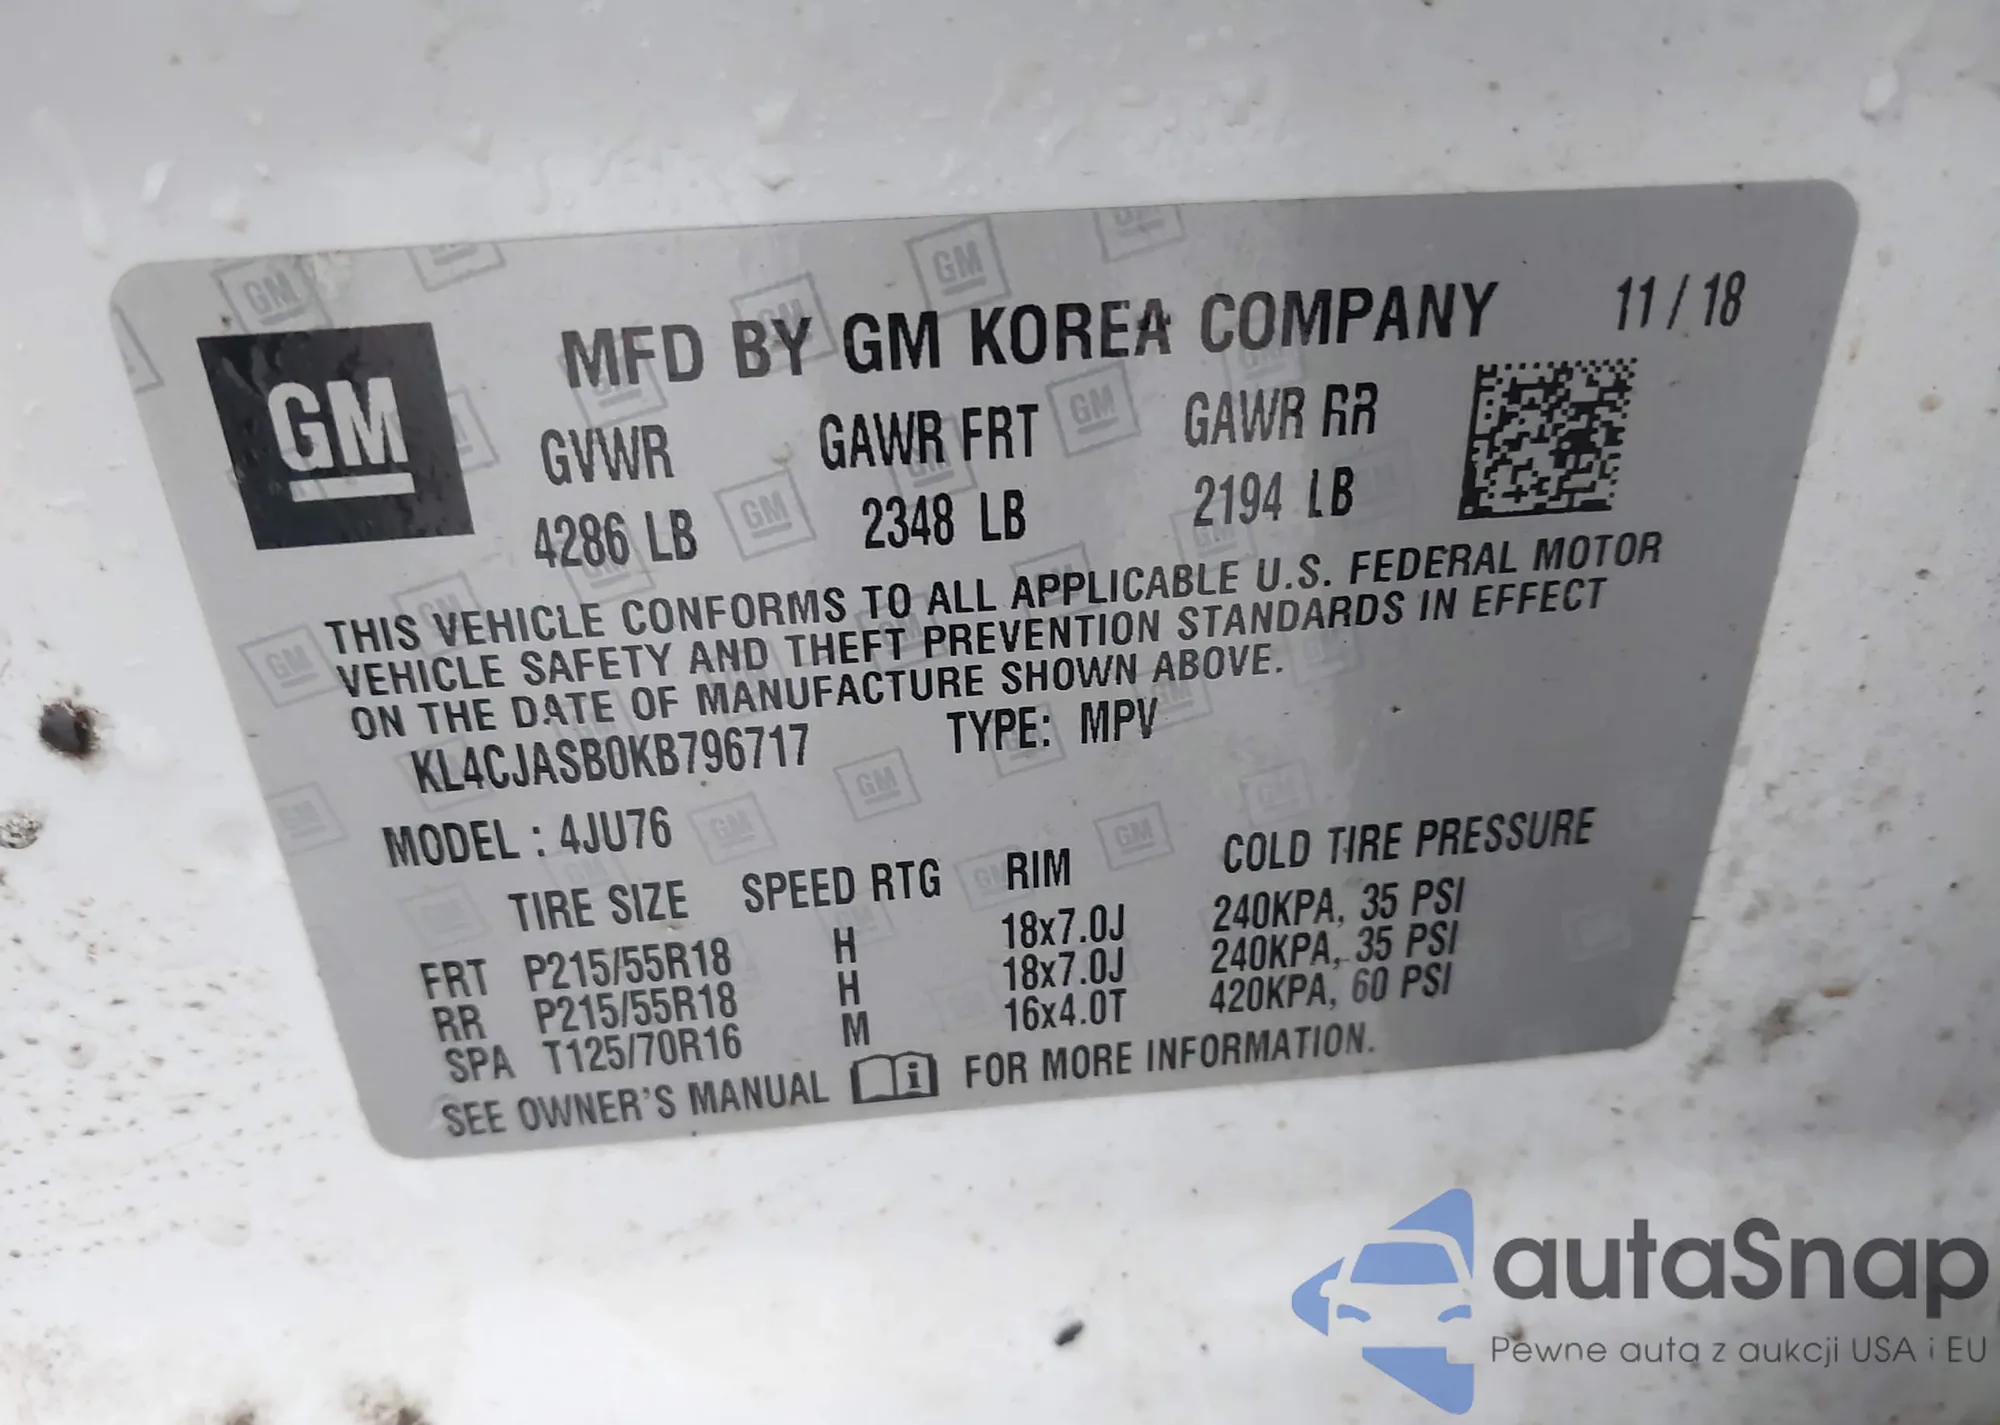 GM
MFD BY GM KOREA COMPANY 11 / 18
GVWR GAWR FRT GAWR RR
4286 LB 2348 LB 2194 LB
THIS VEHICLE CONFORMS TO ALL APPLICABLE U.S. FEDERAL MOTOR
VEHICLE SAFETY AND THEFT PREVENTION STANDARDS IN EFFECT
ON THE DATE OF MANUFACTURE SHOWN ABOVE.
KL4CJASB0KB796717 TYPE: MPV
MODEL : 4JU76
TIRE SIZE SPEED RTG RIM COLD TIRE PRESSURE
FRT P215/55R18 H 18x7.0J 240KPA, 35 PSI
RR P215/55R18 H 18x7.0J 240KPA, 35 PSI
SPA T125/70R16 M 16x4.0T 420KPA, 60 PSI
SEE OWNER'S MANUAL i FOR MORE INFORMATION.
autaSnap
Pewne auta z aukcji USA i EU